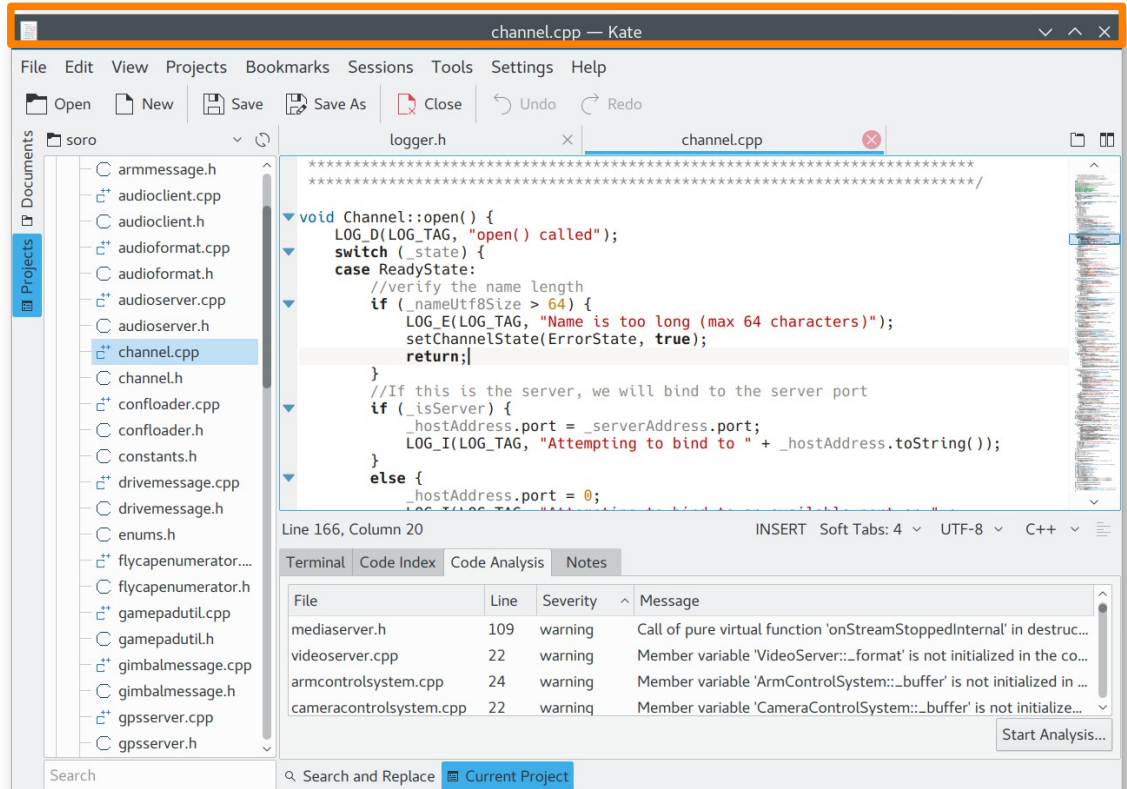 channel.cpp — Kate
File Edit View Projects Bookmarks Sessions Tools Settings Help
Open New Save Save As Close Undo Redo
Documents
Projects
soro
armmessage.h
audioclient.cpp
audioclient.h
audioformat.cpp
audioformat.h
audioserver.cpp
audioserver.h
channel.cpp
channel.h
confloader.cpp
confloader.h
constants.h
drivemessage.cpp
drivemessage.h
enums.h
flycapenumerator....
flycapenumerator.h
gamepadutil.cpp
gamepadutil.h
gimbalmessage.cpp
gimbalmessage.h
gpsserver.cpp
gpsserver.h
Search
logger.h channel.cpp
***************************************************************************
***************************************************************************/
void Channel::open() {
LOG_D(LOG_TAG, "open() called");
switch (_state) {
case ReadyState:
//verify the name length
if (_nameUtf8Size > 64) {
LOG_E(LOG_TAG, "Name is too long (max 64 characters)");
setChannelState(ErrorState, true);
return;
}
//If this is the server, we will bind to the server port
if (_isServer) {
_hostAddress.port = _serverAddress.port;
LOG_I(LOG_TAG, "Attempting to bind to " + _hostAddress.toString());
}
else {
_hostAddress.port = 0;
Line 166, Column 20 INSERT Soft Tabs: 4 UTF-8 C++
Terminal Code Index Code Analysis Notes
File Line Severity Message
mediaserver.h 109 warning Call of pure virtual function 'onStreamStoppedInternal' in destruc...
videoserver.cpp 22 warning Member variable 'VideoServer::_format' is not initialized in the co...
armcontrolsystem.cpp 24 warning Member variable 'ArmControlSystem::_buffer' is not initialized in ...
cameracontrolsystem.cpp 22 warning Member variable 'CameraControlSystem::_buffer' is not initialize...
Start Analysis...
Search and Replace Current Project